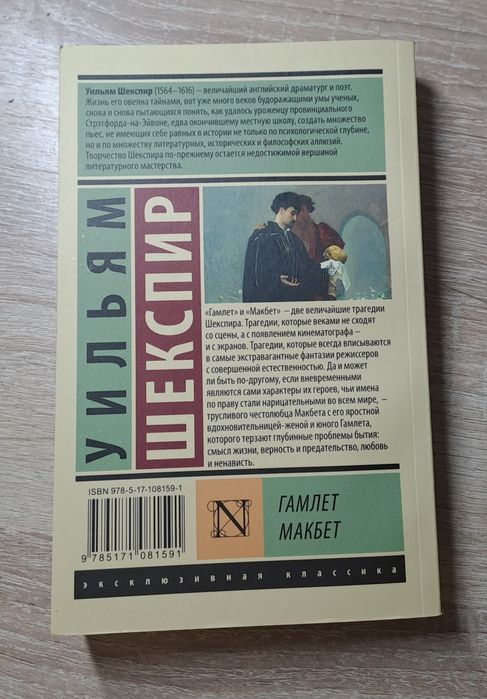 Уильям Шекспир (1564–1616) – величайший английский драматург и поэт.
Жизнь его овеяна тайнами, вот уже много веков будоражащими умы ученых,
снова и снова пытающихся понять, как удалось уроженцу провинциального
Стрэтфорда-на-Эйвоне, едва окончившему местную школу, создать множество
пьес, не имеющих себе равных в истории не только по психологической глубине,
но и по множеству литературных, исторических и философских аллюзий.
Творчество Шекспира по-прежнему остается недостижимой вершиной
литературного мастерства.
УИЛЬЯМ
ШЕКСПИР
«Гамлет» и «Макбет» – две величайшие трагедии
Шекспира. Трагедии, которые веками не сходят
со сцены, а с появлением кинематографа –
и с экранов. Трагедии, которые всегда вписываются
в самые экстравагантные фантазии режиссеров
с совершенной естественностью. Да и может
ли быть по-другому, если вневременными
являются сами характеры их героев, чьи имена
по праву стали нарицательными во всем мире, –
трусливого честолюбца Макбета с его яростной
вдохновительницей-женой и юного Гамлета,
которого терзают глубинные проблемы бытия:
смысл жизни, верность и предательство, любовь
и ненависть.
ISBN 978-5-17-108159-1
9 785171 081591
N
ГАМЛЕТ
МАКБЕТ
эксклюзивная классика